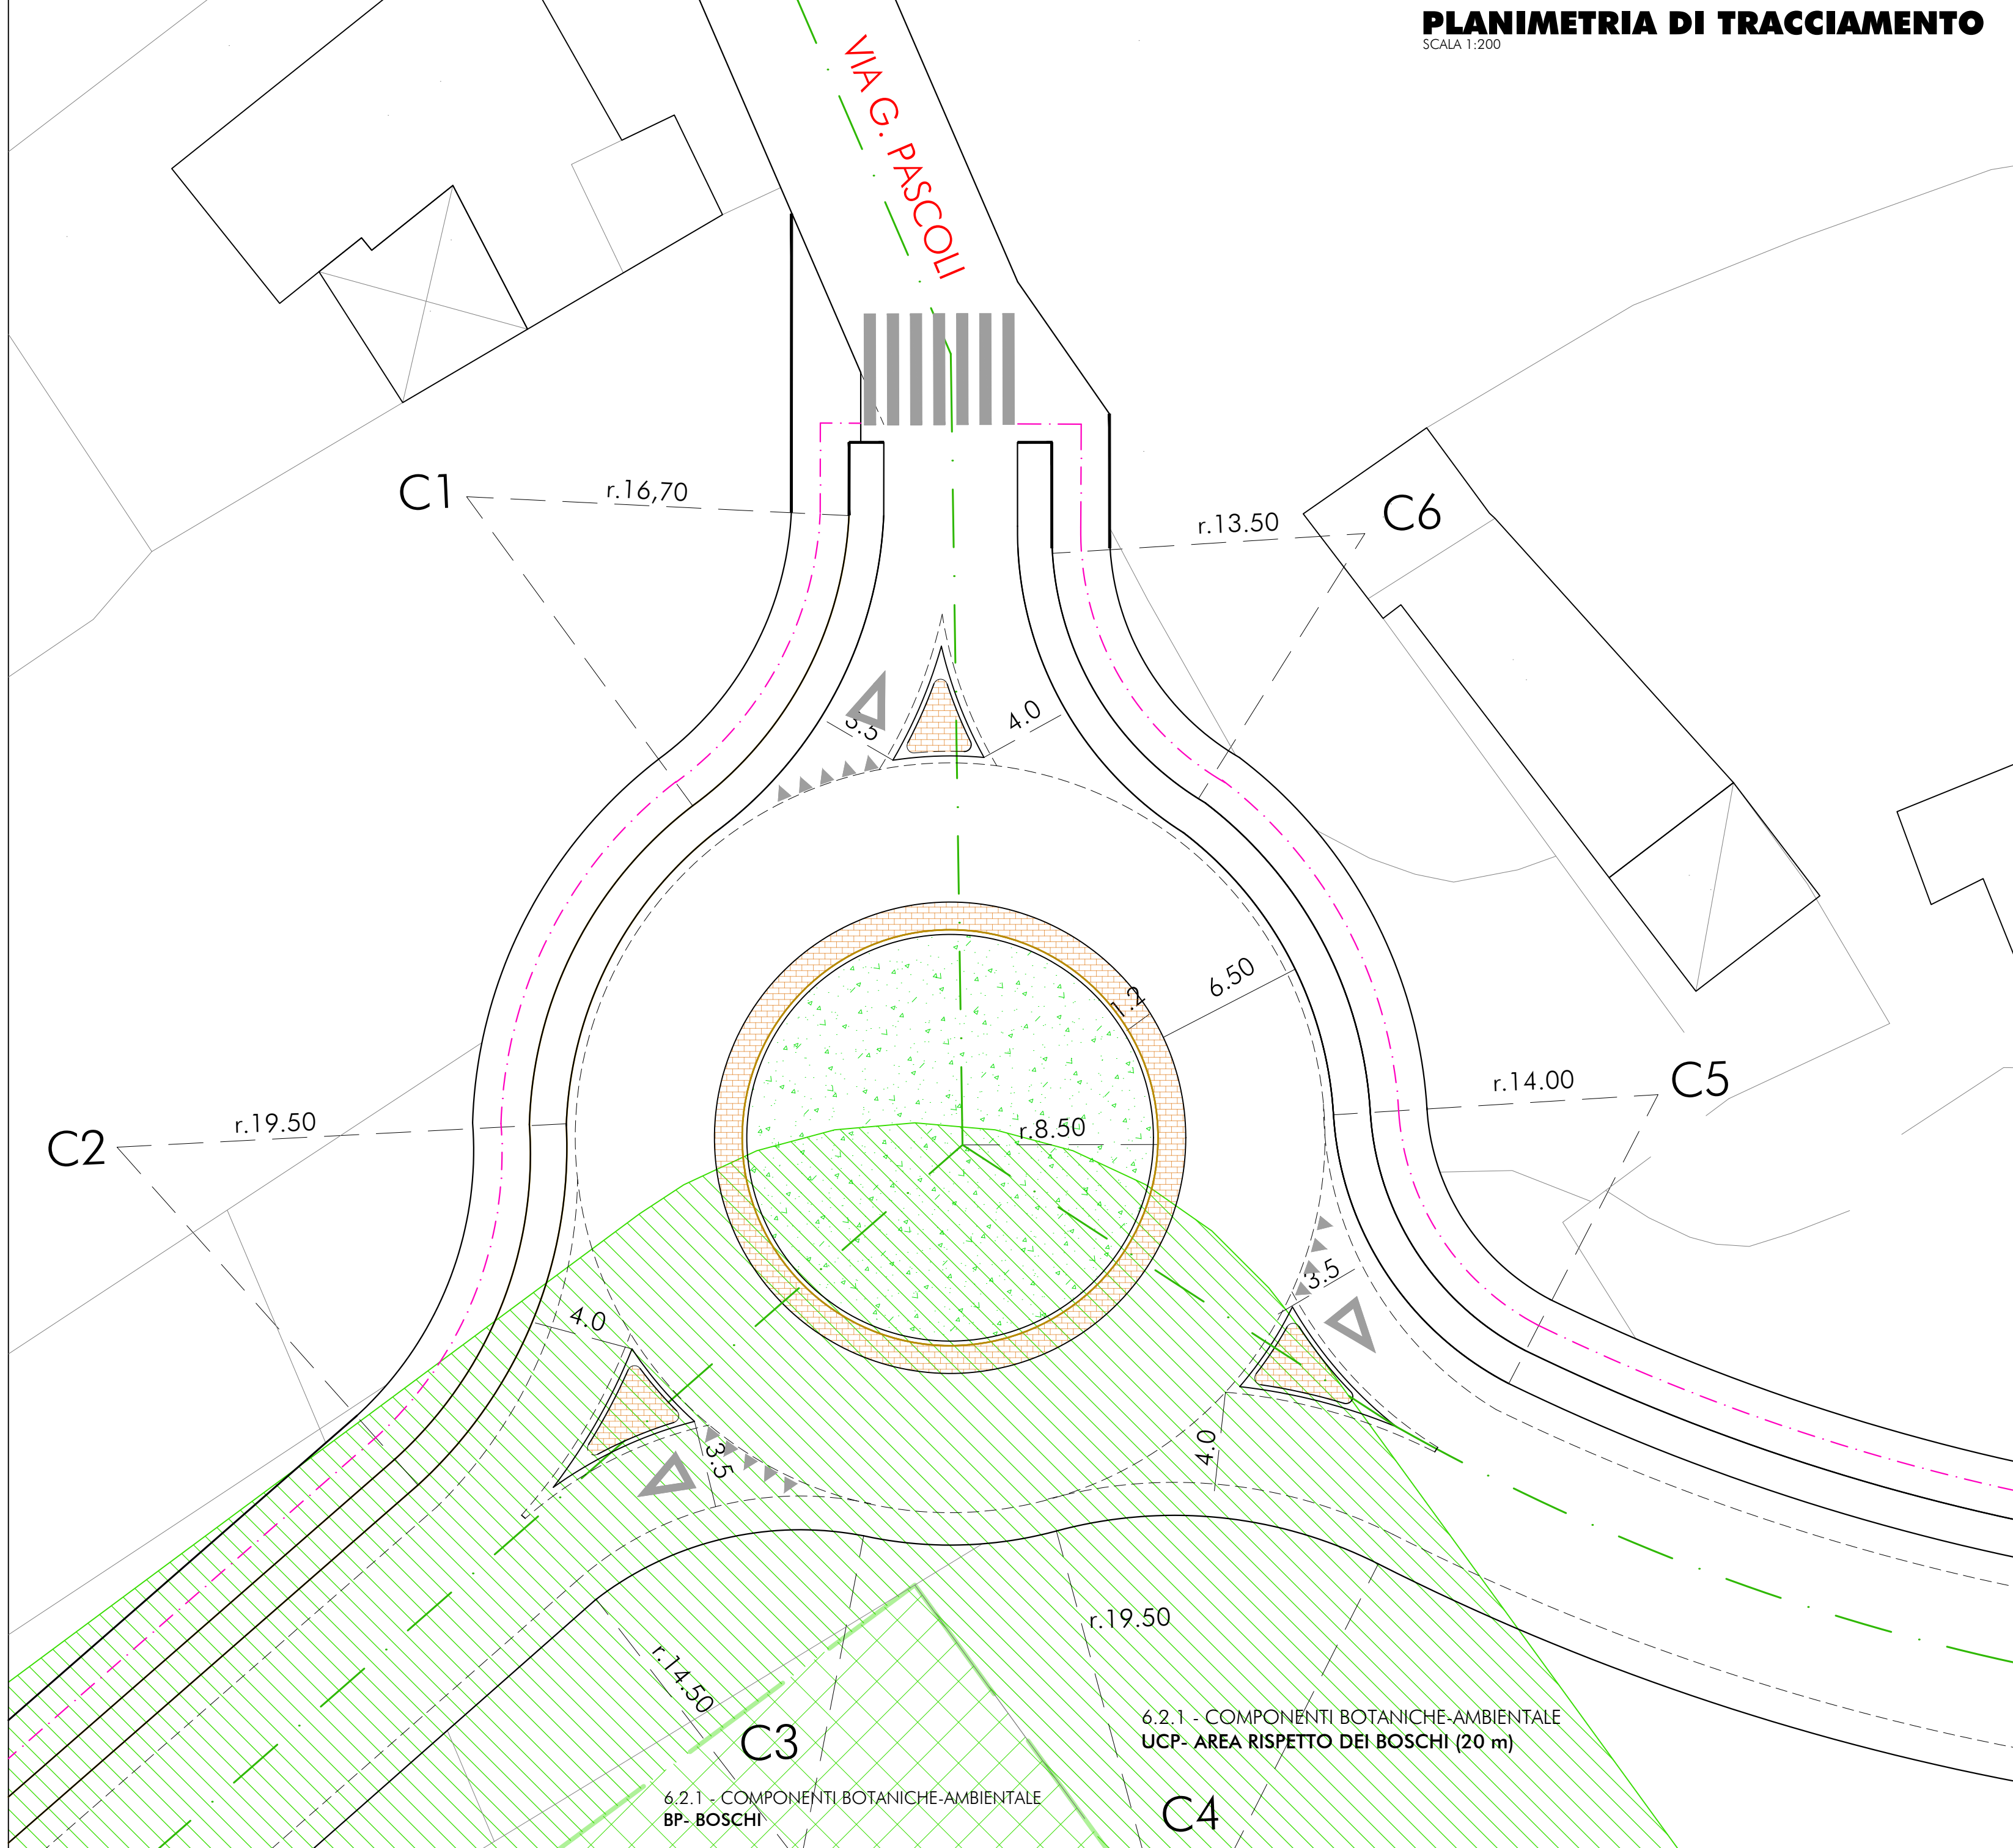 PLANIMETRIA DI TRACCIAMENTO
SCALA 1:200
VIA G. PASCOLI
C1
r.16,70
r.13.50
C6
3.5
4.0
6.50
1.2
C2
r.19.50
r.8.50
r.14.00
C5
4.0
3.5
3.5
4.0
r.14.50
r.19.50
C3
6.2.1 - COMPONENTI BOTANICHE-AMBIENTALE
UCP- AREA RISPETTO DEI BOSCHI (20 m)
6.2.1 - COMPONENTI BOTANICHE-AMBIENTALE
BP- BOSCHI
C4